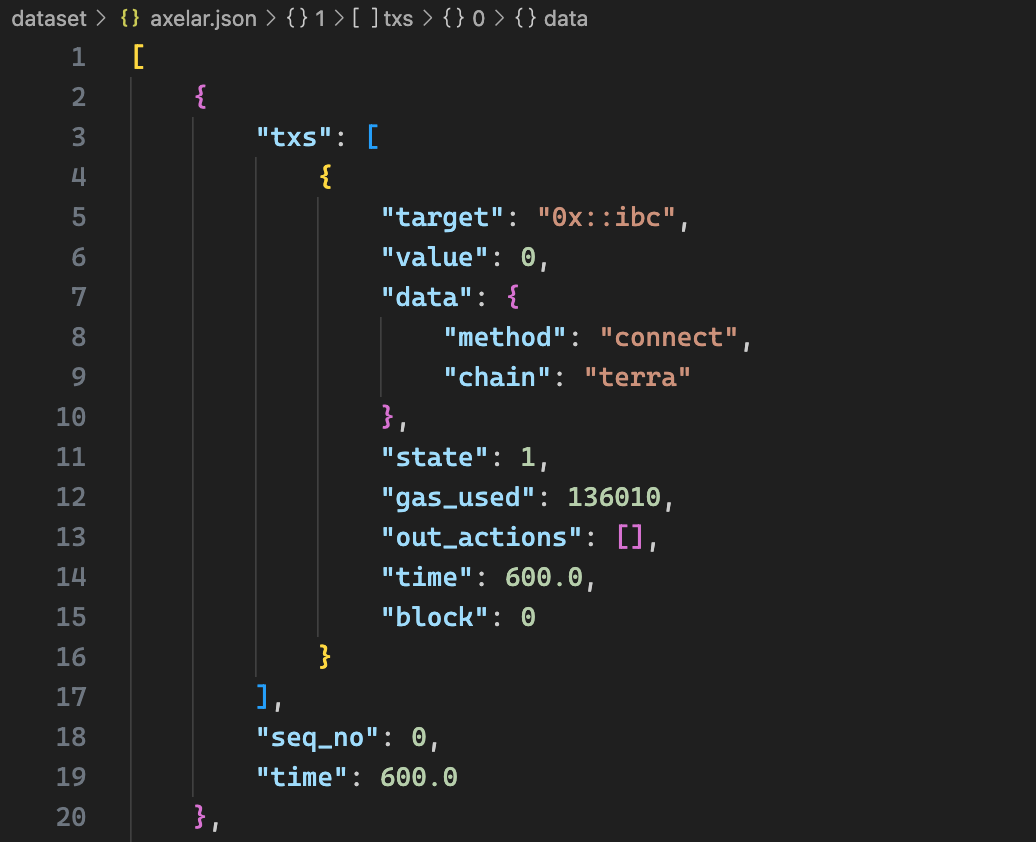 dataset > {} axelar.json > {} 1 > [ ] txs > {} 0 > {} data
1 [
2 {
3 "txs": [
4 {
5 "target": "0x::ibc",
6 "value": 0,
7 "data": {
8 "method": "connect",
9 "chain": "terra"
10 },
11 "state": 1,
12 "gas_used": 136010,
13 "out_actions": [],
14 "time": 600.0,
15 "block": 0
16 }
17 ],
18 "seq_no": 0,
19 "time": 600.0
20 },